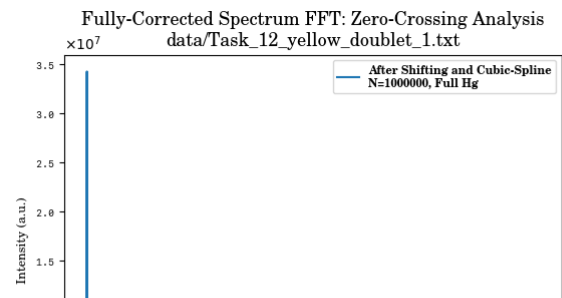 Fully-Corrected Spectrum FFT: Zero-Crossing Analysis
data/Task_12_yellow_doublet_1.txt
×10⁷
After Shifting and Cubic-Spline
N=1000000, Full Hg
3.5
3.0
2.5
2.0
1.5
Intensity (a.u.)